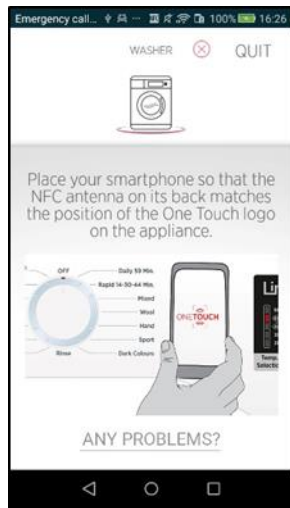 Emergency call... 100% 16:26
WASHER QUIT
Place your smartphone so that the
NFC antenna on its back matches
the position of the One Touch logo
on the appliance.
OFF
Daily 59 Min.
Rapid 14-30-44 Min.
Mixed
Wool
Hand
Sport
Rinse
Dark Colours
ONETOUCH
Temp.
Selection
ANY PROBLEMS?